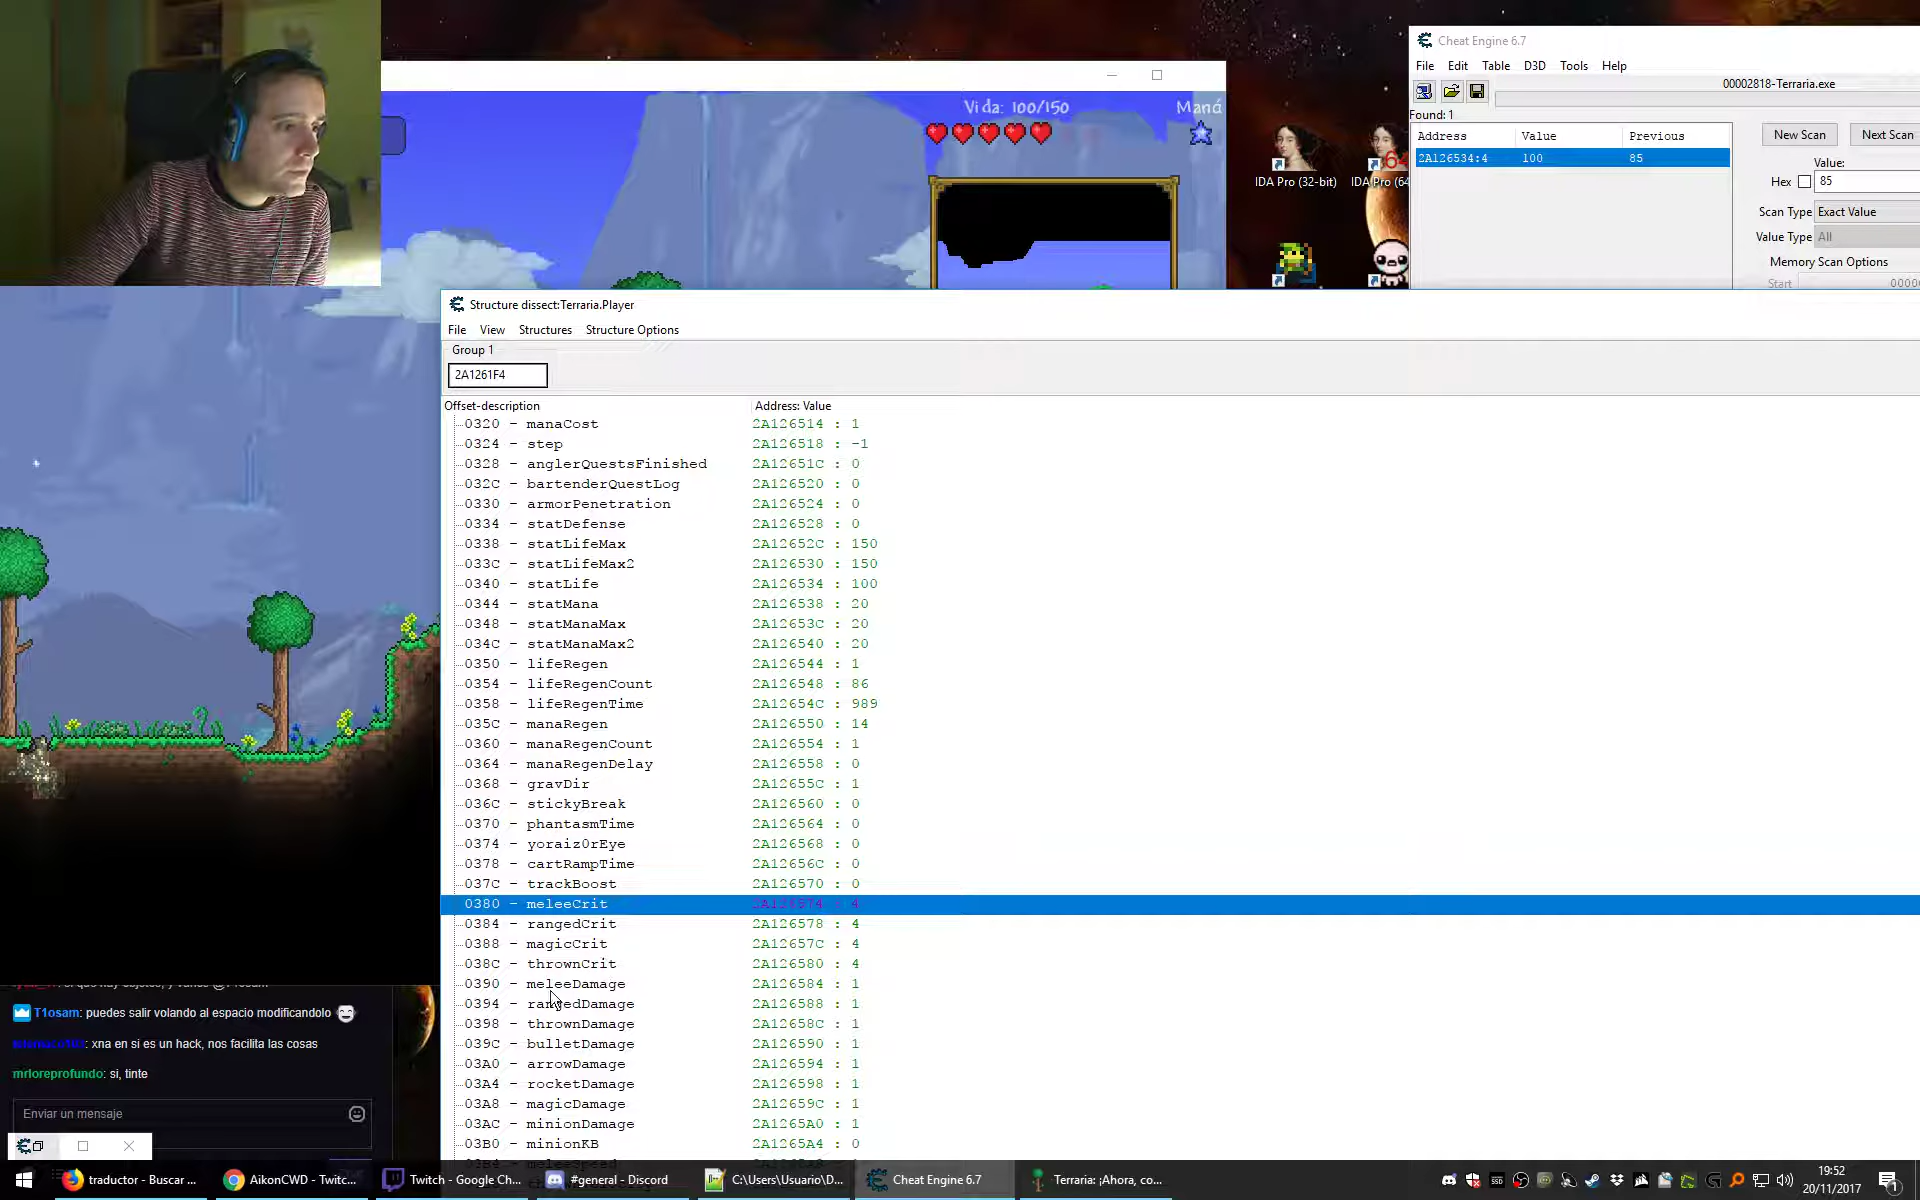 Vida: 100/150
Maná
IDA Pro (32-bit)
IDA Pro (64
Cheat Engine 6.7
File Edit Table D3D Tools Help
00002818-Terraria.exe
Found: 1
Address Value Previous
2A126534:4 100 85
New Scan
Next Scan
Value:
Hex 85
Scan Type Exact Value
Value Type All
Memory Scan Options
Start
Structure dissect:Terraria.Player
File View Structures Structure Options
Group 1
2A1261F4
Offset-description Address: Value
0320 - manaCost 2A126514 : 1
0324 - step 2A126518 : -1
0328 - anglerQuestsFinished 2A12651C : 0
032C - bartenderQuestLog 2A126520 : 0
0330 - armorPenetration 2A126524 : 0
0334 - statDefense 2A126528 : 0
0338 - statLifeMax 2A12652C : 150
033C - statLifeMax2 2A126530 : 150
0340 - statLife 2A126534 : 100
0344 - statMana 2A126538 : 20
0348 - statManaMax 2A12653C : 20
034C - statManaMax2 2A126540 : 20
0350 - lifeRegen 2A126544 : 1
0354 - lifeRegenCount 2A126548 : 86
0358 - lifeRegenTime 2A12654C : 989
035C - manaRegen 2A126550 : 14
0360 - manaRegenCount 2A126554 : 1
0364 - manaRegenDelay 2A126558 : 0
0368 - gravDir 2A12655C : 1
036C - stickyBreak 2A126560 : 0
0370 - phantasmTime 2A126564 : 0
0374 - yoraiz0rEye 2A126568 : 0
0378 - cartRampTime 2A12656C : 0
037C - trackBoost 2A126570 : 0
0380 - meleeCrit 2A126574 : 4
0384 - rangedCrit 2A126578 : 4
0388 - magicCrit 2A12657C : 4
038C - thrownCrit 2A126580 : 4
0390 - meleeDamage 2A126584 : 1
0394 - rangedDamage 2A126588 : 1
0398 - thrownDamage 2A12658C : 1
039C - bulletDamage 2A126590 : 1
03A0 - arrowDamage 2A126594 : 1
03A4 - rocketDamage 2A126598 : 1
03A8 - magicDamage 2A12659C : 1
03AC - minionDamage 2A1265A0 : 1
03B0 - minionKB 2A1265A4 : 0
T1osam: puedes salir volando al espacio modificandolo
: xna en si es un hack, nos facilita las cosas
mrloreprofundo: si, tinte
Enviar un mensaje
traductor - Buscar ...
AikonCWD - Twitc...
Twitch - Google Ch...
#general - Discord
C:\Users\Usuario\D...
Cheat Engine 6.7
Terraria: ¡Ahora, co...
19:52
20/11/2017